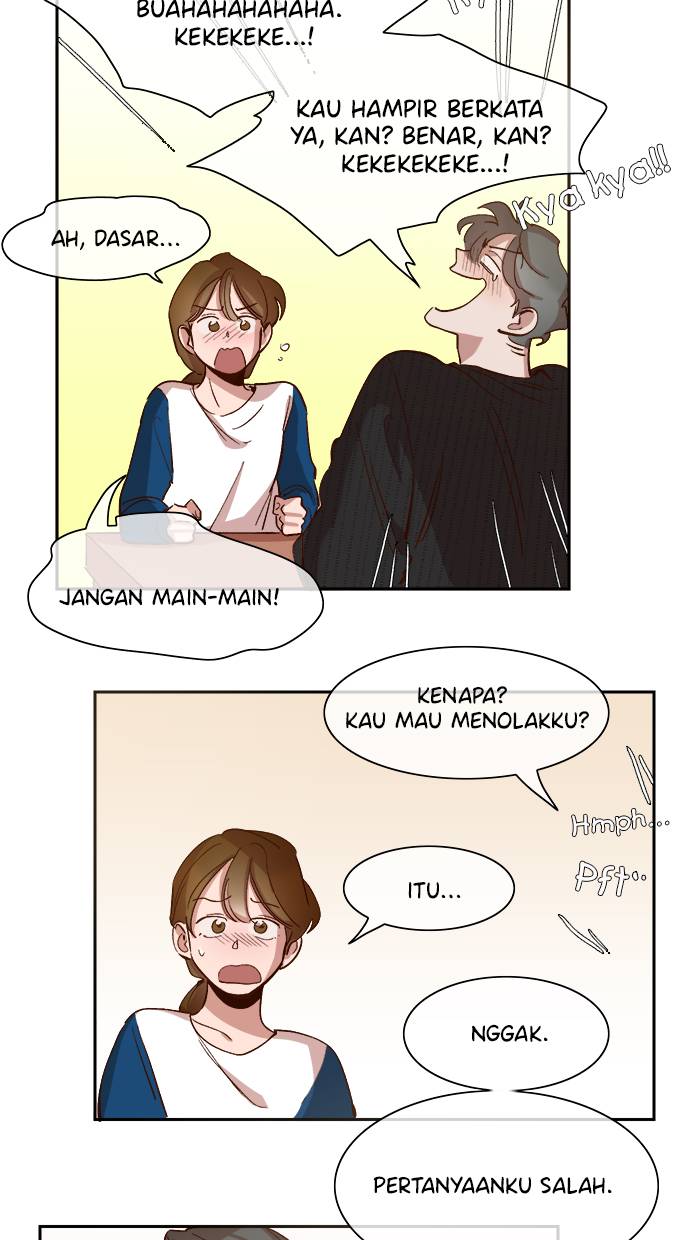 BUAHAHAHAHAHA.
KEKEKEKE...!
KAU HAMPIR BERKATA
YA, KAN? BENAR, KAN?
KEKEKEKEKE...!
Kya kya!!
AH, DASAR...
JANGAN MAIN-MAIN!
KENAPA?
KAU MAU MENOLAKKU?
Hmph...
Pft..
ITU...
NGGAK.
PERTANYAANKU SALAH.